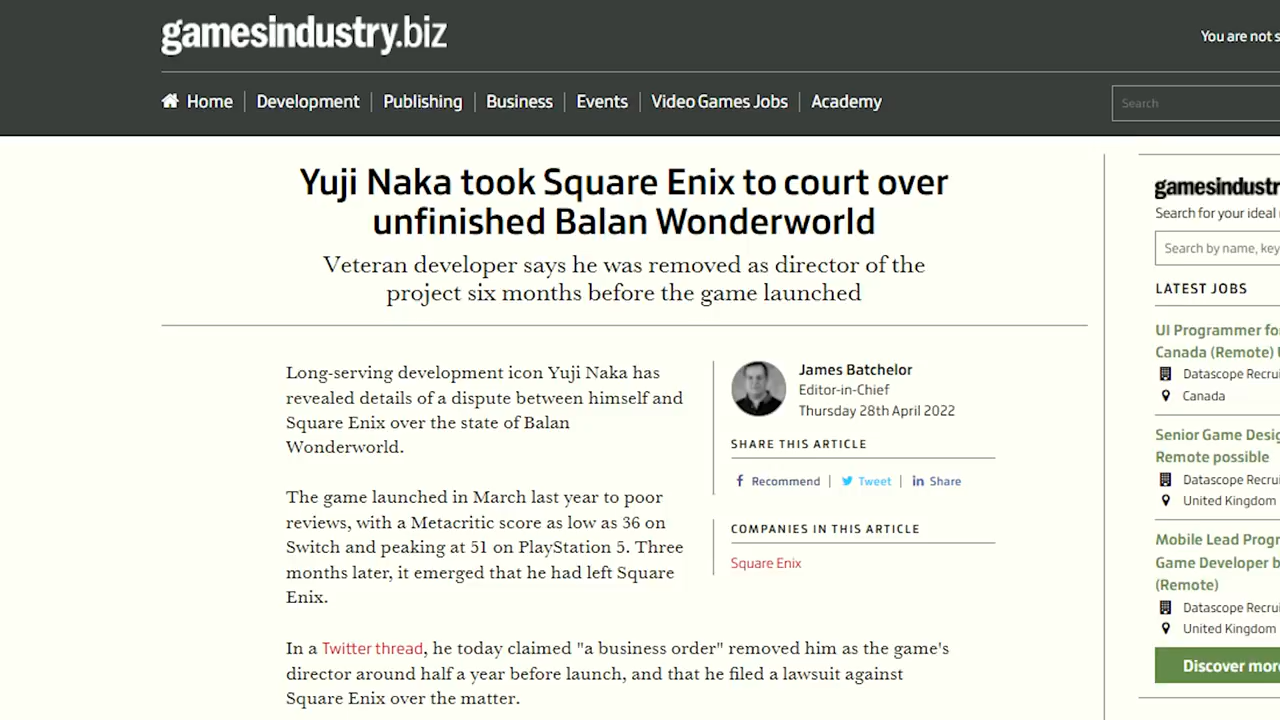 gamesindustry.biz
You are not s
Home
Development
Publishing
Business
Events
Video Games Jobs
Academy
Search
Yuji Naka took Square Enix to court over
unfinished Balan Wonderworld
Veteran developer says he was removed as director of the
project six months before the game launched
Long-serving development icon Yuji Naka has
revealed details of a dispute between himself and
Square Enix over the state of Balan
Wonderworld.
The game launched in March last year to poor
reviews, with a Metacritic score as low as 36 on
Switch and peaking at 51 on PlayStation 5. Three
months later, it emerged that he had left Square
Enix.
In a Twitter thread, he today claimed "a business order" removed him as the game's
director around half a year before launch, and that he filed a lawsuit against
Square Enix over the matter.
James Batchelor
Editor-in-Chief
Thursday 28th April 2022
SHARE THIS ARTICLE
Recommend
Tweet
Share
COMPANIES IN THIS ARTICLE
Square Enix
gamesindustr
Search for your ideal
Search by name, key
LATEST JOBS
UI Programmer fo
Canada (Remote)
Datascope Recrui
Canada
Senior Game Desig
Remote possible
Datascope Recrui
United Kingdom
Mobile Lead Progr
Game Developer b
(Remote)
Datascope Recrui
United Kingdom
Discover mor